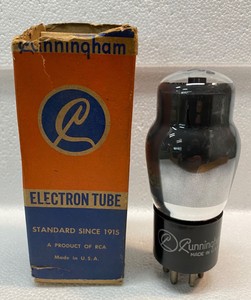 Cunningham
C
ELECTRON TUBE
STANDARD SINCE 1915
A PRODUCT OF RCA
Made in U.S.A.
C
Cunningham
MADE IN